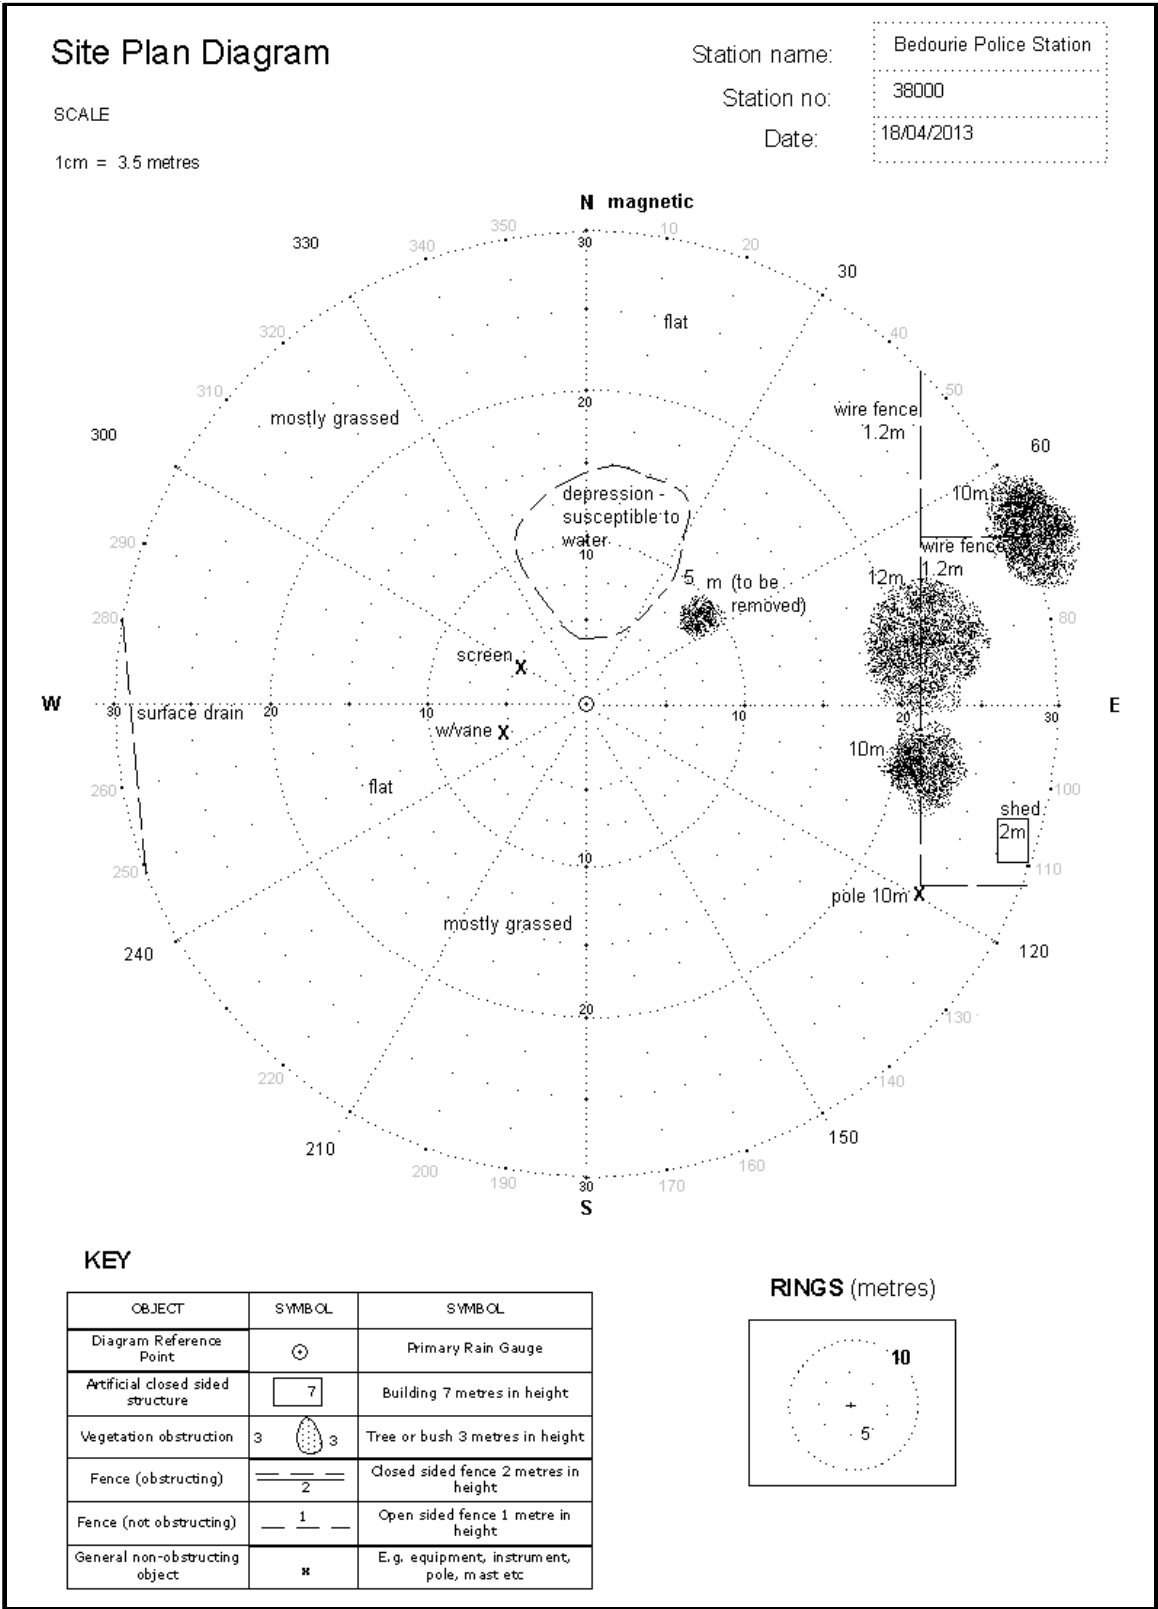 Site Plan Diagram
Station name: Bedourie Police Station
Station no: 38000
Date: 18/04/2013
SCALE
1cm = 3.5 metres
N magnetic
350
30
10
330
340
20
30
flat
320
40
310
50
mostly grassed
20
wire fence
1.2m
300
60
10m
depression -
susceptible to
water
10
290
wire fence
1.2m
12m
5 m (to be
removed)
280
80
screen X
W
30
surface drain
20
10
10
20
30
E
w/vane X
10m
flat
260
100
shed
2m
250
10
110
pole 10m X
mostly grassed
240
120
20
130
220
140
210
150
200
160
190
30
170
S
KEY
OBJECT SYMBOL SYMBOL
Diagram Reference
Point
Primary Rain Gauge
Artificial closed sided
structure
7
Building 7 metres in height
Vegetation obstruction
3 3
Tree or bush 3 metres in height
Fence (obstructing)
2
Closed sided fence 2 metres in
height
Fence (not obstructing)
1
Open sided fence 1 metre in
height
General non-obstructing
object
x
E.g. equipment, instrument,
pole, mast etc
RINGS (metres)
10
5